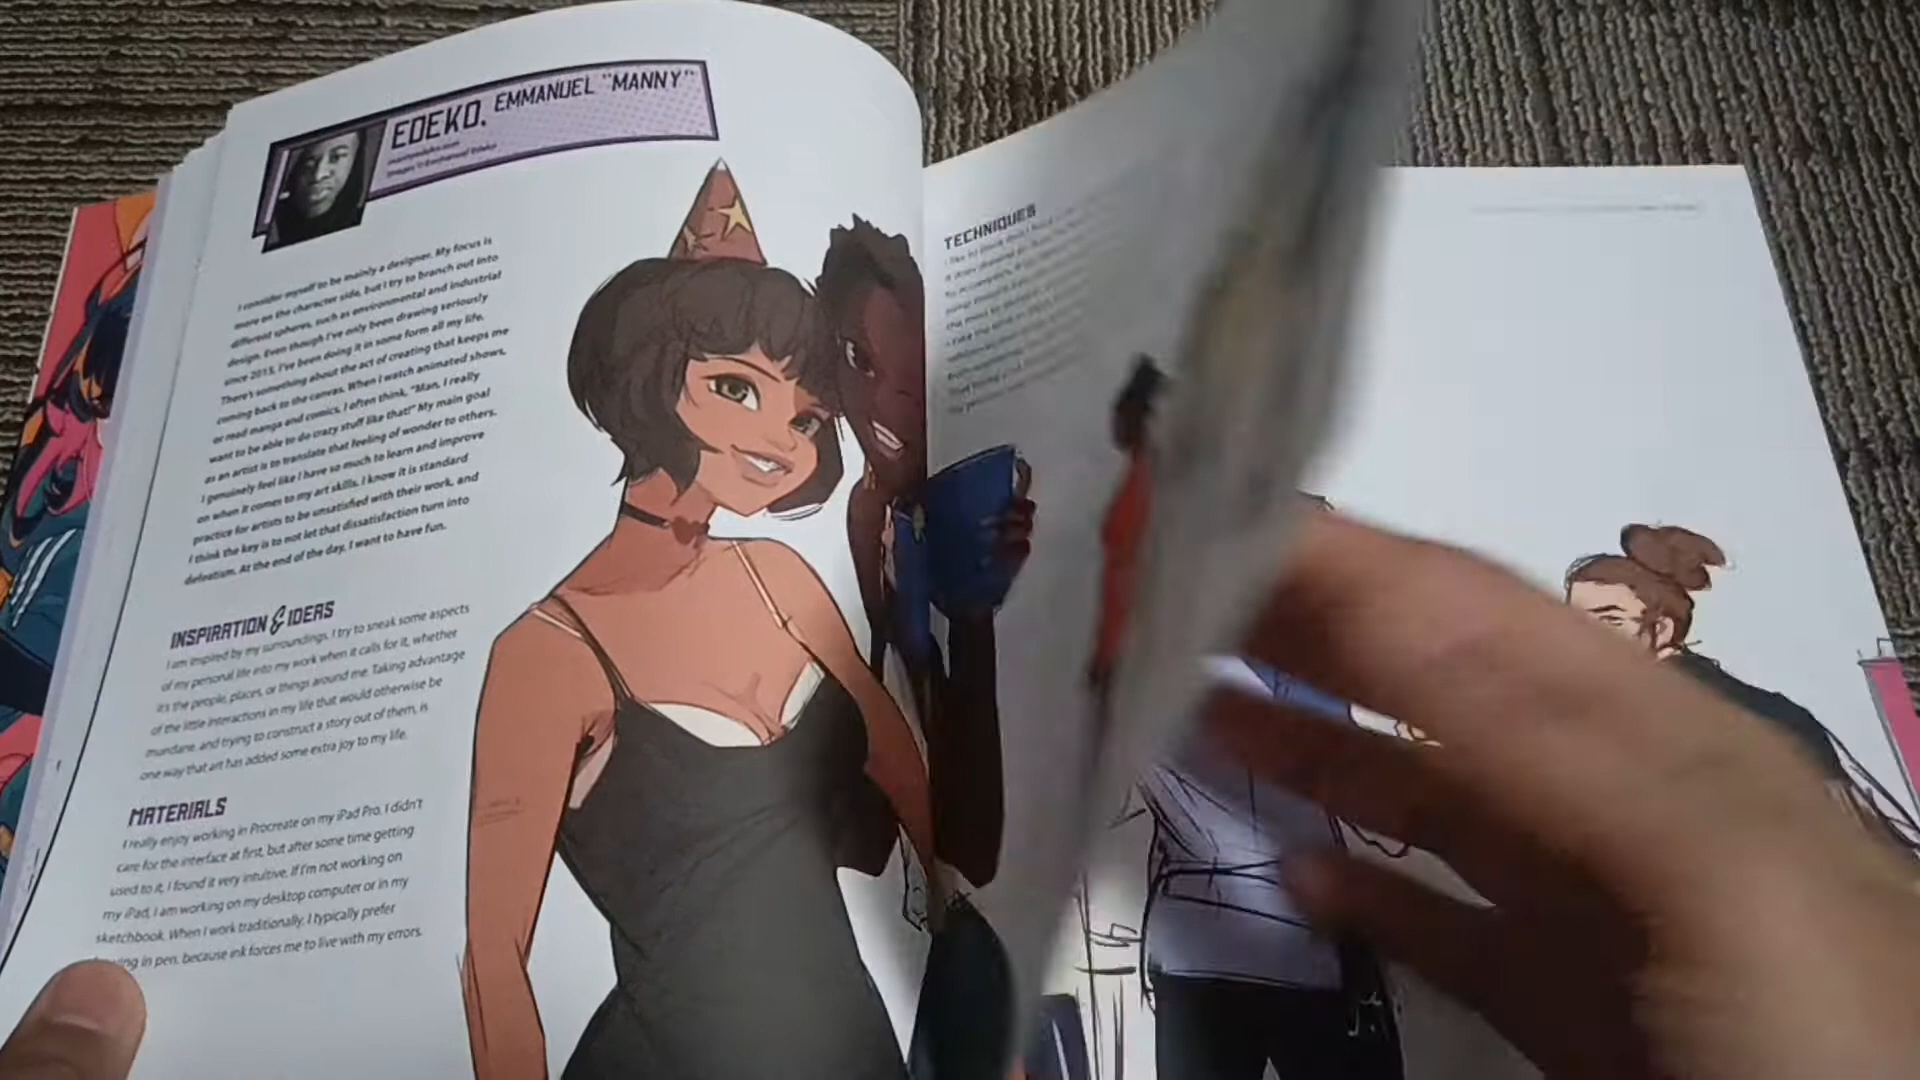 EDEKO, EMMANUEL "MANNY"
mannyedeko.com
Images © Emmanuel Edeko
I consider myself to be mainly a designer. My focus is
more on the character side, but I try to branch out into
different spheres, such as environmental and industrial
design. Even though I've only been drawing seriously
since 2015, I've been doing it in some form all my life.
There's something about the act of creating that keeps me
coming back to the canvas. When I watch animated shows,
or read manga and comics, I often think, "Man, I really
want to be able to do crazy stuff like that!" My main goal
as an artist is to translate that feeling of wonder to others.
I genuinely feel like I have so much to learn and improve
on when it comes to my art skills. I know it is standard
practice for artists to be unsatisfied with their work, and
I think the key is to not let that dissatisfaction turn into
defeatism. At the end of the day, I want to have fun.
INSPIRATION & IDEAS
I am inspired by my surroundings. I try to sneak some aspects
of my personal life into my work when it calls for it, whether
it's the people, places, or things around me. Taking advantage
of the little interactions in my life that would otherwise be
mundane, and trying to construct a story out of them, is
one way that art has added some extra joy to my life.
MATERIALS
I really enjoy working in Procreate on my iPad Pro. I didn't
care for the interface at first, but after some time getting
used to it, I found it very intuitive. If I'm not working on
my iPad, I am working on my desktop computer or in my
sketchbook. When I work traditionally, I typically prefer
in pen, because ink forces me to live with my errors.
TECHNIQUES